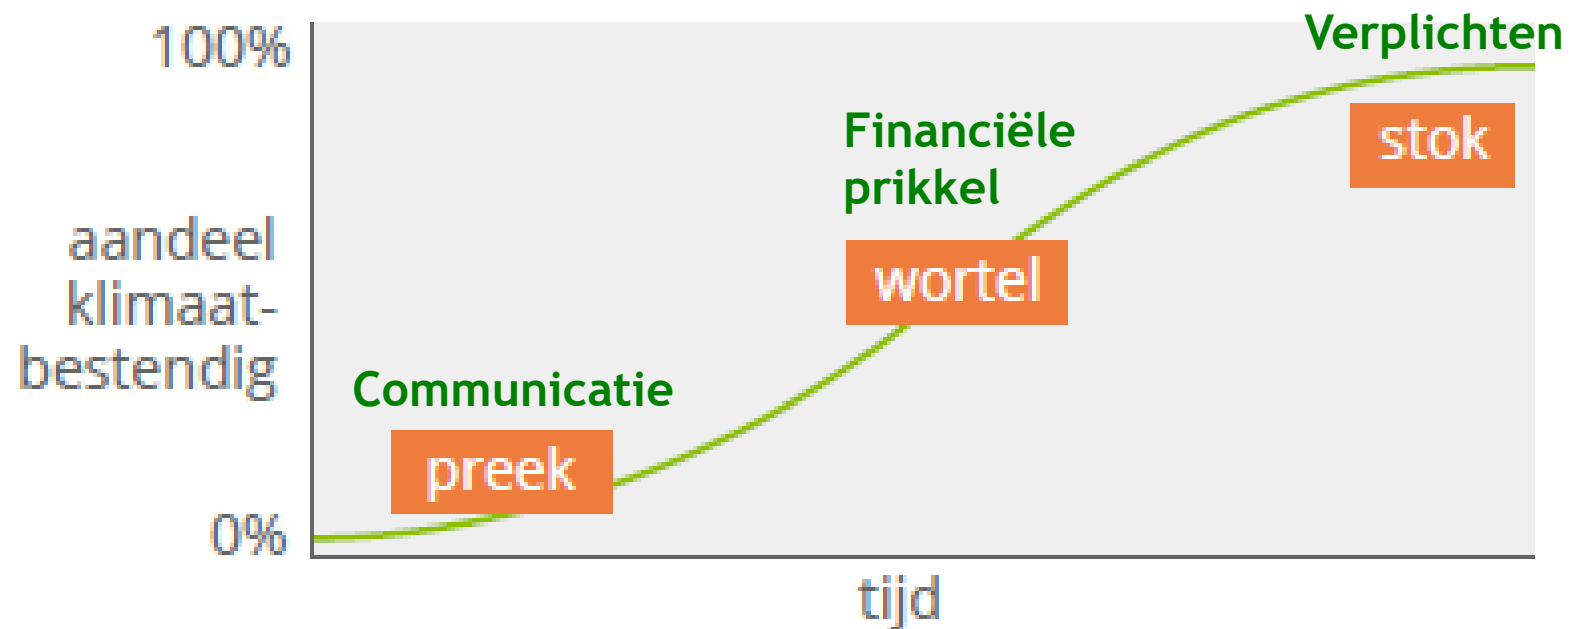 Verplichten
100%
stok
Financiële
prikkel
wortel
aandeel
klimaat-
bestendig
Communicatie
preek
0%
tijd